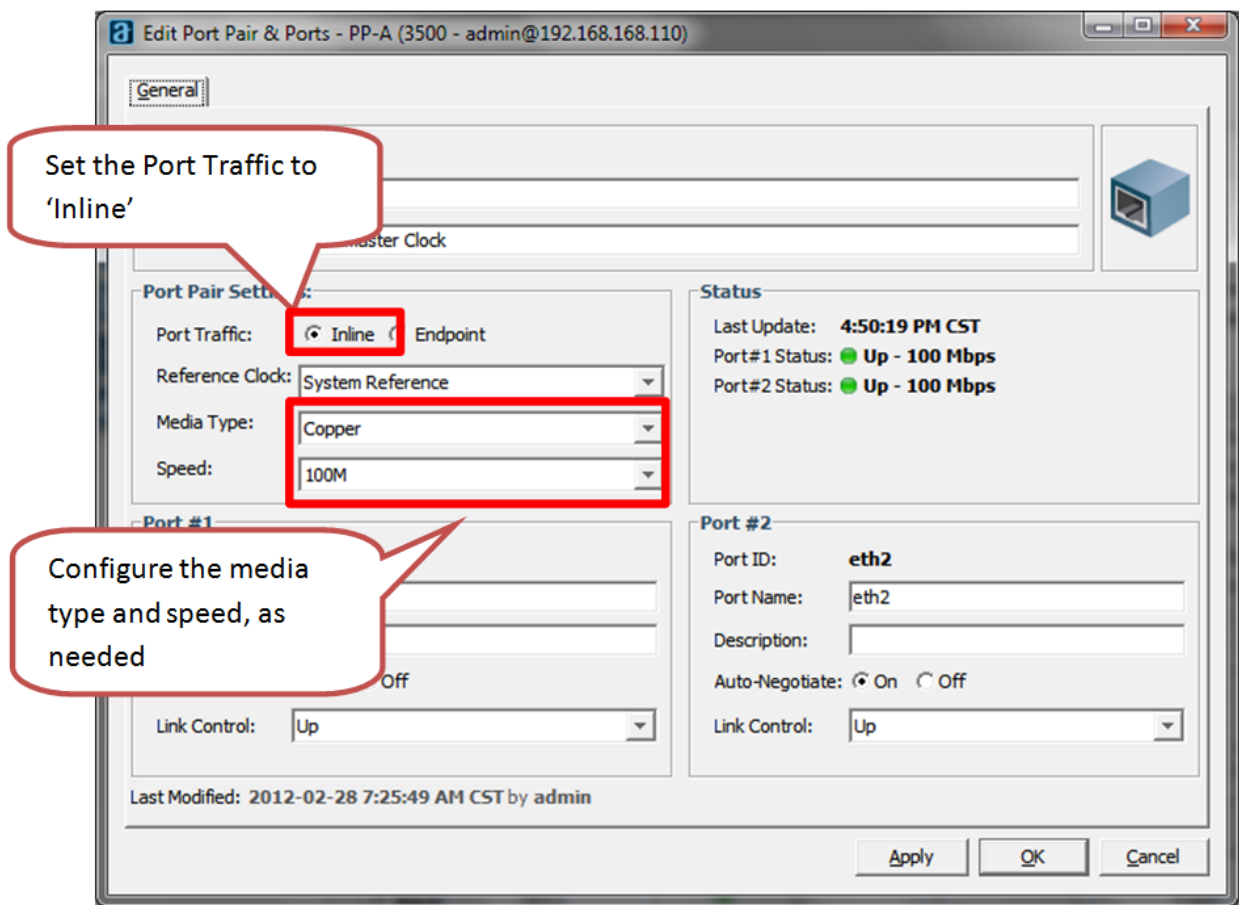 Edit Port Pair & Ports - PP-A (3500 - admin@192.168.168.110)
General
Set the Port Traffic to
‘Inline’
Clock
Port Pair
Port Traffic: Inline Endpoint
Reference Clock: System Reference
Media Type: Copper
Speed: 100M
Status
Last Update: 4:50:19 PM CST
Port#1 Status: Up - 100 Mbps
Port#2 Status: Up - 100 Mbps
Port #1
Configure the media
type and speed, as
needed
Off
Link Control: Up
Port #2
Port ID: eth2
Port Name: eth2
Description:
Auto-Negotiate: On Off
Link Control: Up
Last Modified: 2012-02-28 7:25:49 AM CST by admin
Apply OK Cancel